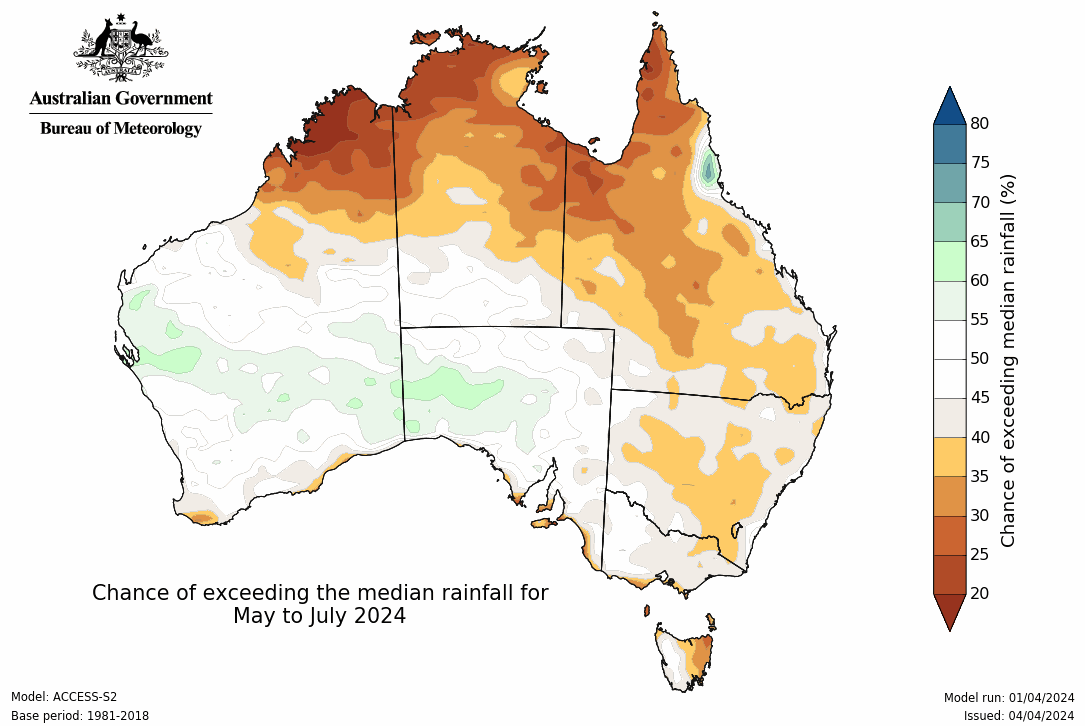 AUSTRALIA
Australian Government
Bureau of Meteorology
80
75
70
65
60
55
50
45
40
35
30
25
20
Chance of exceeding median rainfall (%)
Chance of exceeding the median rainfall for
May to July 2024
Model: ACCESS-S2
Base period: 1981-2018
Model run: 01/04/2024
Issued: 04/04/2024